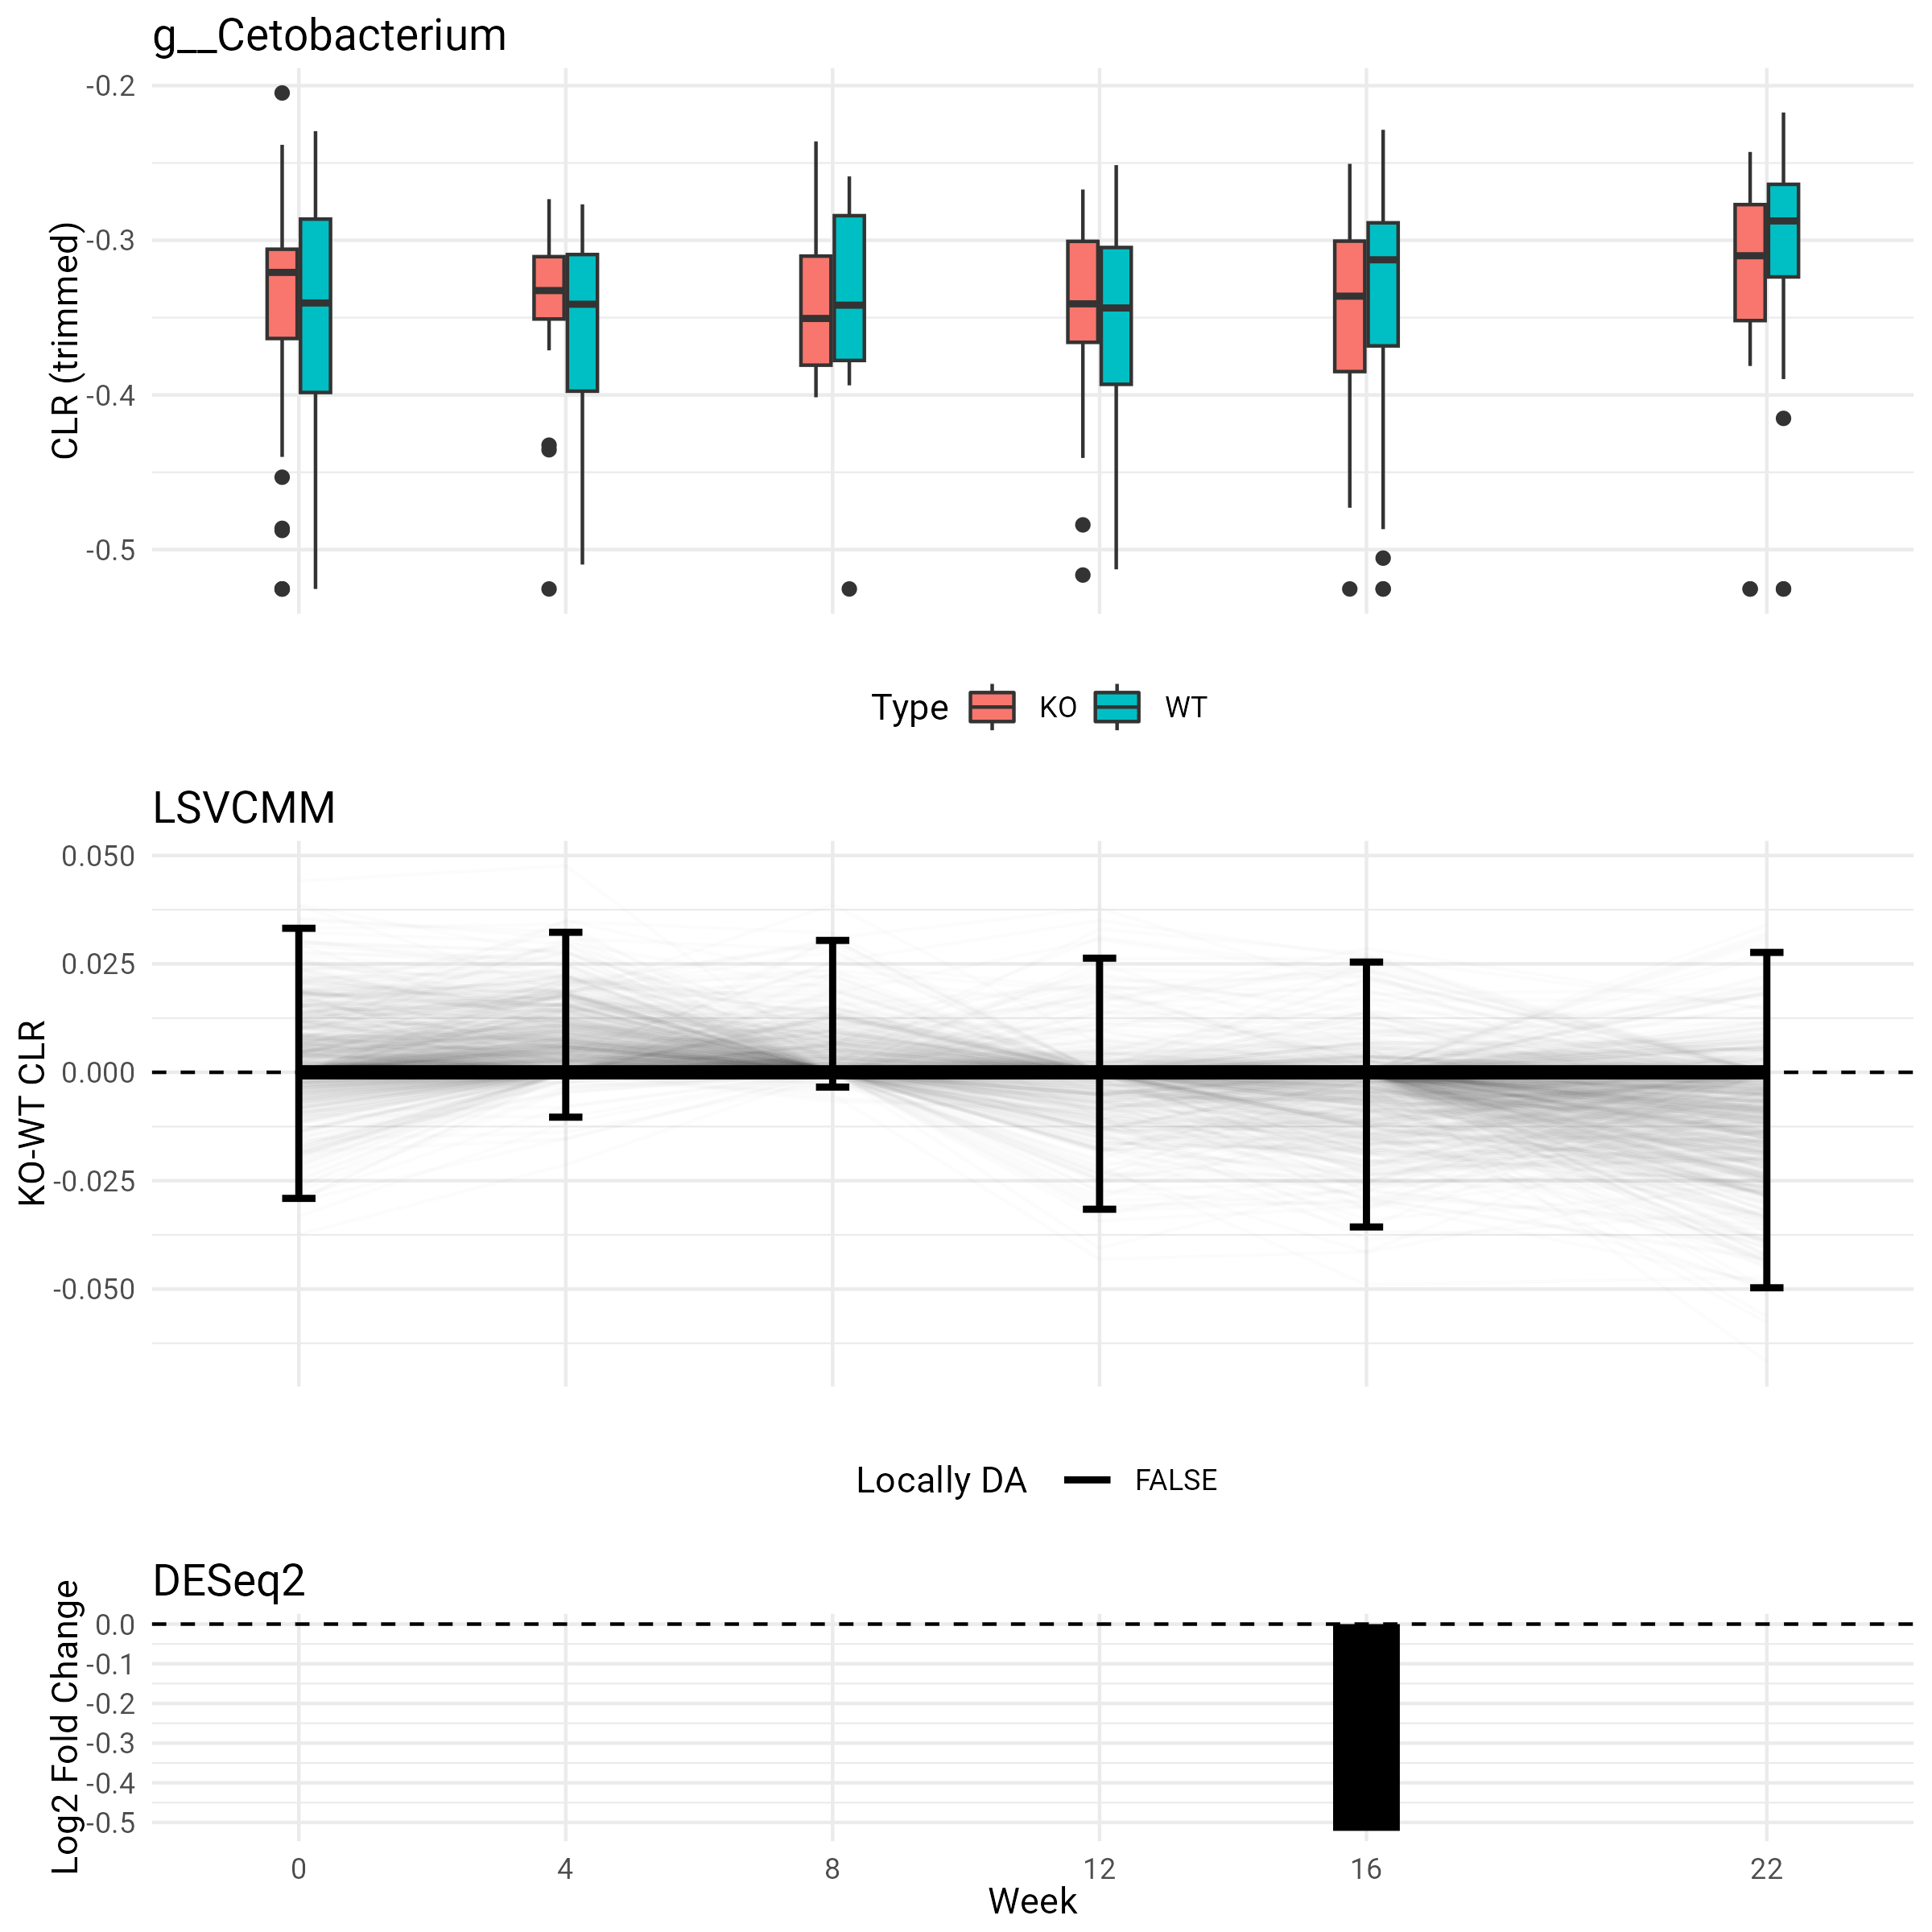 g__Cetobacterium
CLR (trimmed)
-0.2
-0.3
-0.4
-0.5
Type KO WT
LSVCMM
KO-WT CLR
0.050
0.025
0.000
-0.025
-0.050
Locally DA FALSE
DESeq2
Log2 Fold Change
0.0
-0.1
-0.2
-0.3
-0.4
-0.5
0 4 8 12 16 22
Week